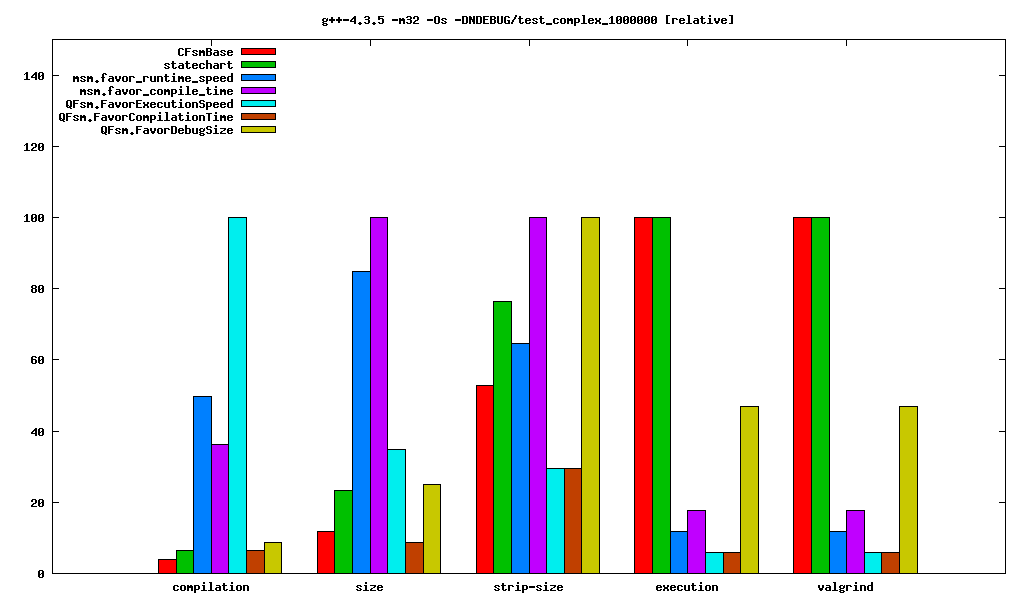 g++-4.3.5 -m32 -Os -DNDEBUG/test_complex_1000000 [relative]
CFsmBase
statechart
msm.favor_runtime_speed
msm.favor_compile_time
QFsm.FavorExecutionSpeed
QFsm.FavorCompilationTime
QFsm.FavorDebugSize
140
120
100
80
60
40
20
0
compilation size strip-size execution valgrind